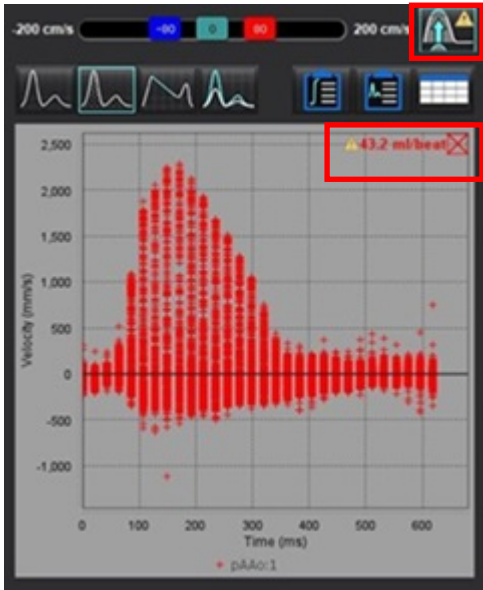 -200 cm/s -80 0 80 200 cm/s
43.2 ml/beat
2,500
2,000
1,500
1,000
500
0
-500
-1,000
Velocity (mm/s)
0 100 200 300 400 500 600
Time (ms)
pAAo:1